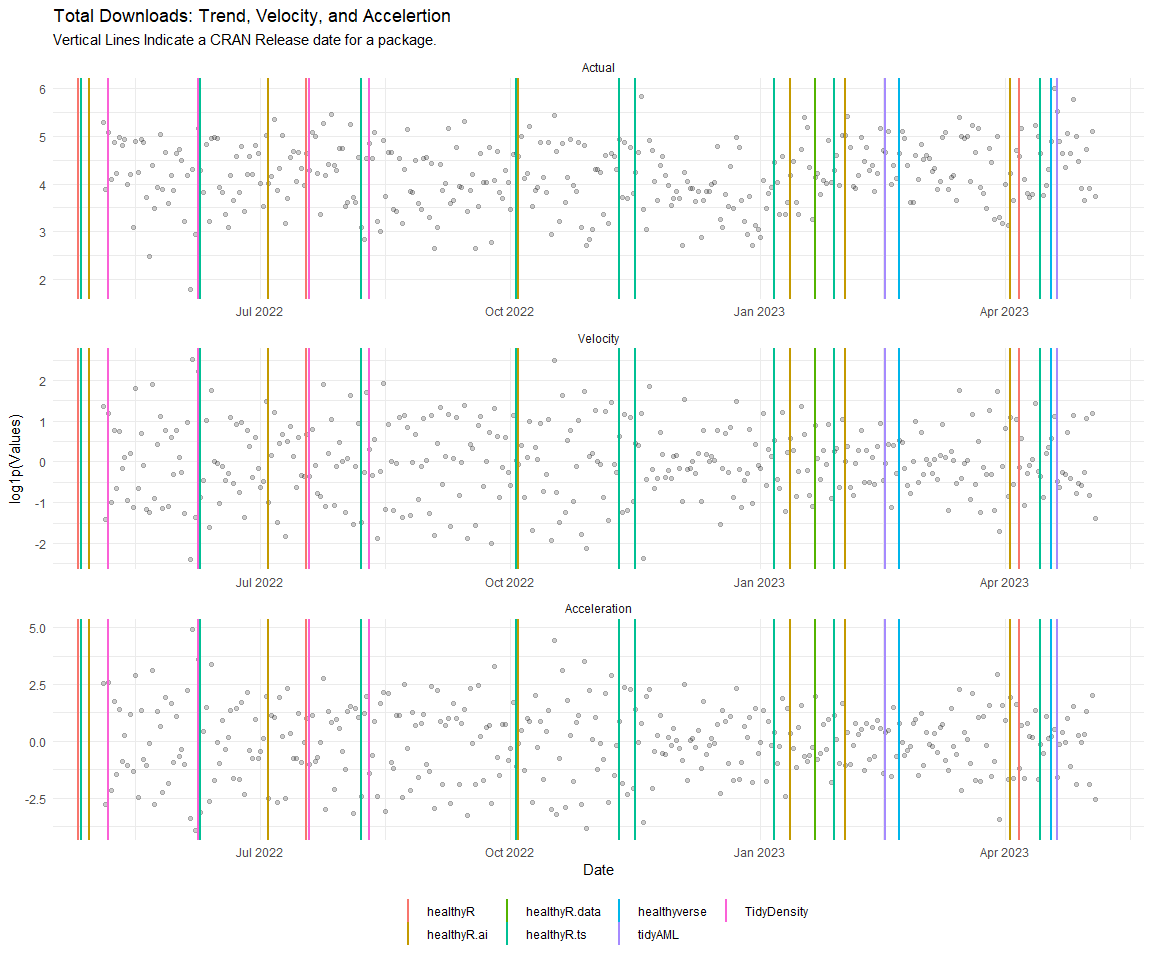 Total Downloads: Trend, Velocity, and Accelertion
Vertical Lines Indicate a CRAN Release date for a package.
Actual
6
5
4
3
2
Jul 2022 Oct 2022 Jan 2023 Apr 2023
Velocity
2
1
0
-1
-2
Jul 2022 Oct 2022 Jan 2023 Apr 2023
log1p(Values)
Acceleration
5.0
2.5
0.0
-2.5
Jul 2022 Oct 2022 Jan 2023 Apr 2023
Date
healthyR healthyR.data healthyverse TidyDensity
healthyR.ai healthyR.ts tidyAML